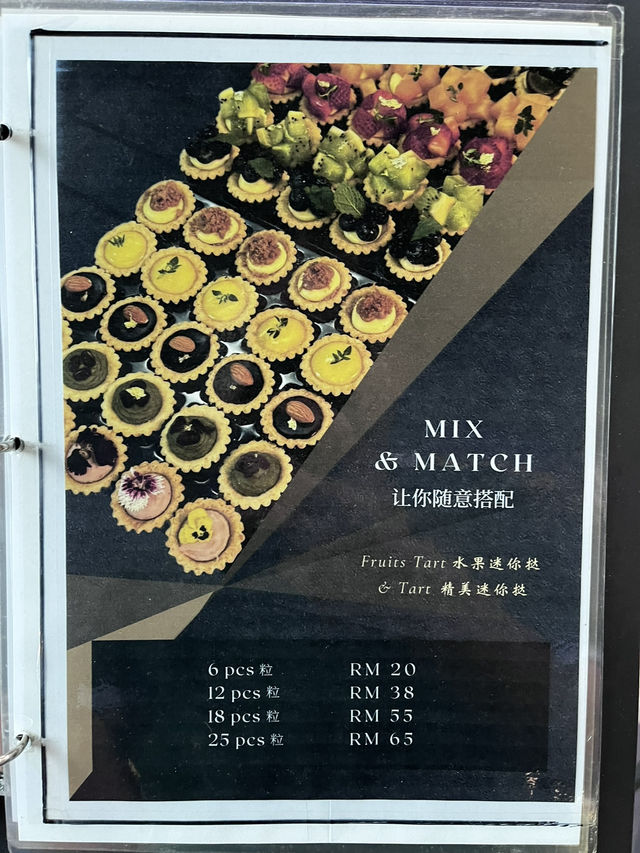 MIX
& MATCH
让你随意搭配
Fruits Tart 水果迷你挞
& Tart 精美迷你挞
6 pcs 粒 RM 20
12 pcs 粒 RM 38
18 pcs 粒 RM 55
25 pcs 粒 RM 65